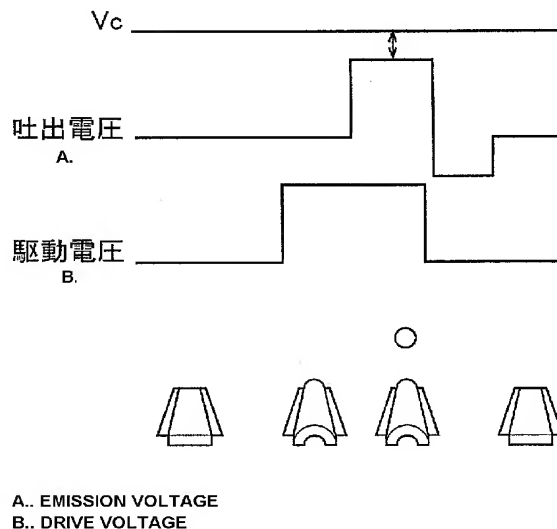 Vc
吐出電圧
A.
駆動電圧
B.
A.. EMISSION VOLTAGE
B.. DRIVE VOLTAGE